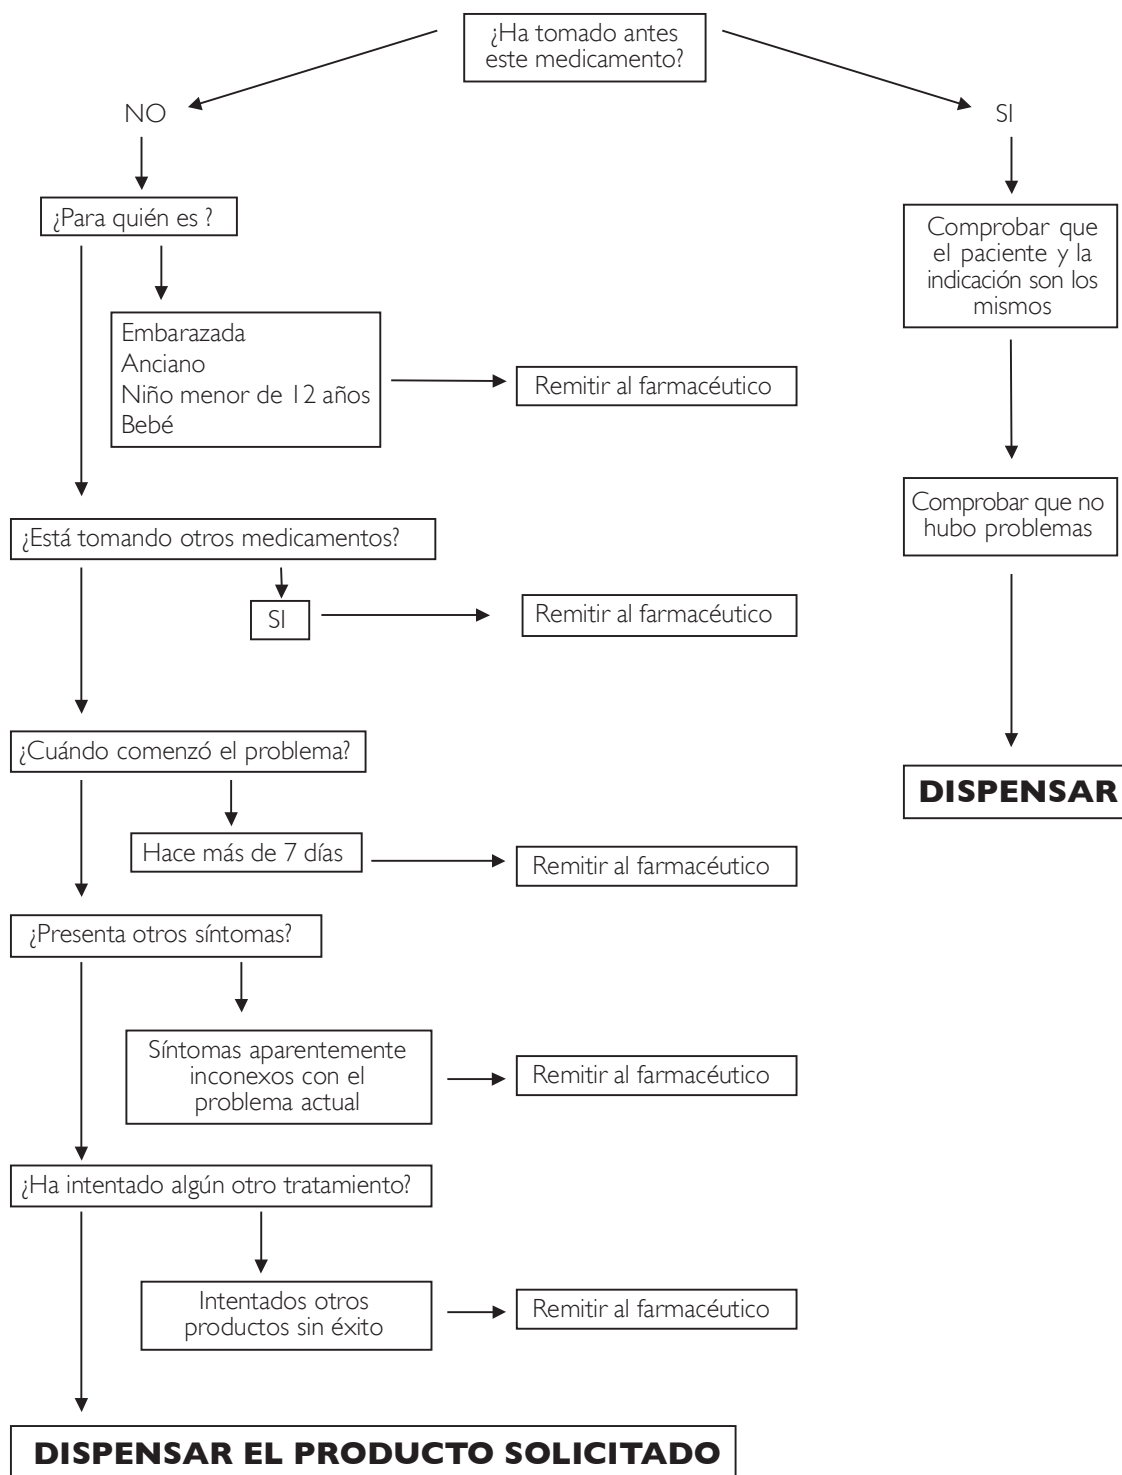 ¿Ha tomado antes
este medicamento?
NO
SI
¿Para quién es ?
Comprobar que
el paciente y la
indicación son los
mismos
Embarazada
Anciano
Niño menor de 12 años
Bebé
Remitir al farmacéutico
Comprobar que no
hubo problemas
¿Está tomando otros medicamentos?
SI
Remitir al farmacéutico
¿Cuándo comenzó el problema?
DISPENSAR
Hace más de 7 días
Remitir al farmacéutico
¿Presenta otros síntomas?
Síntomas aparentemente
inconexos con el
problema actual
Remitir al farmacéutico
¿Ha intentado algún otro tratamiento?
Intentados otros
productos sin éxito
Remitir al farmacéutico
DISPENSAR EL PRODUCTO SOLICITADO